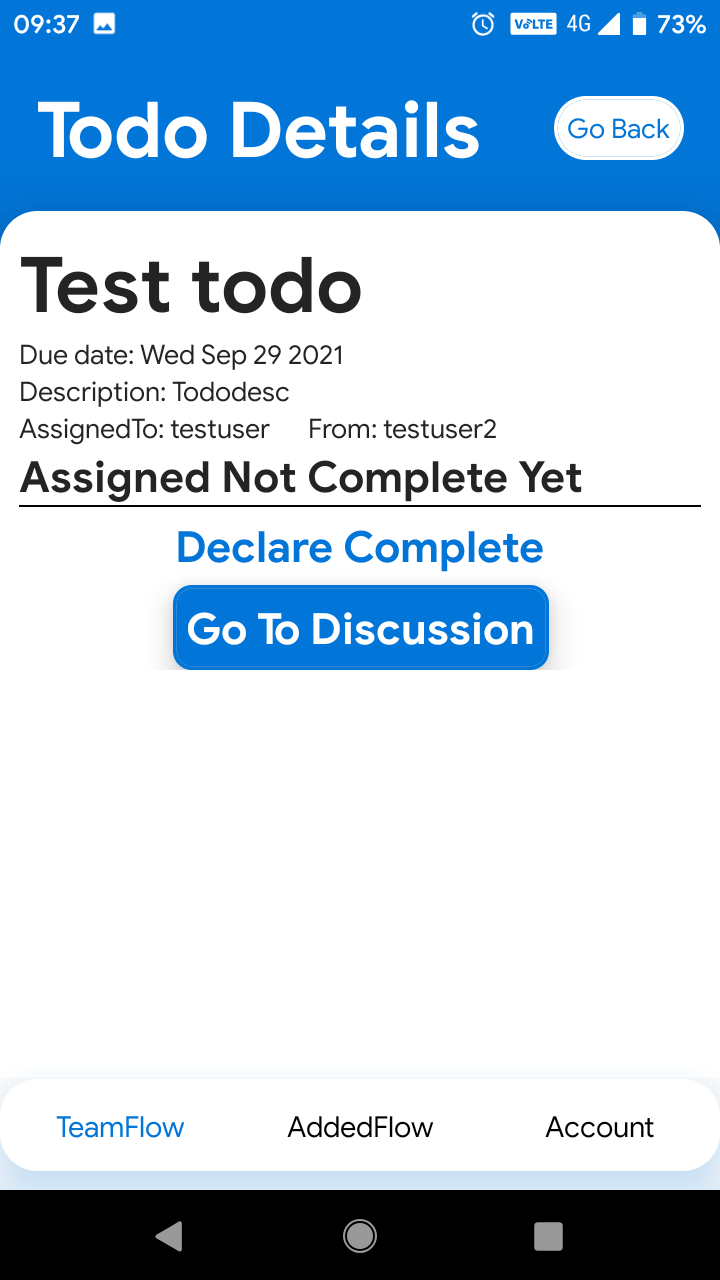 09:37 VoLTE 4G 73%
Todo Details
Go Back
Test todo
Due date: Wed Sep 29 2021
Description: Tododesc
AssignedTo: testuser From: testuser2
Assigned Not Complete Yet
Declare Complete
Go To Discussion
TeamFlow AddedFlow Account